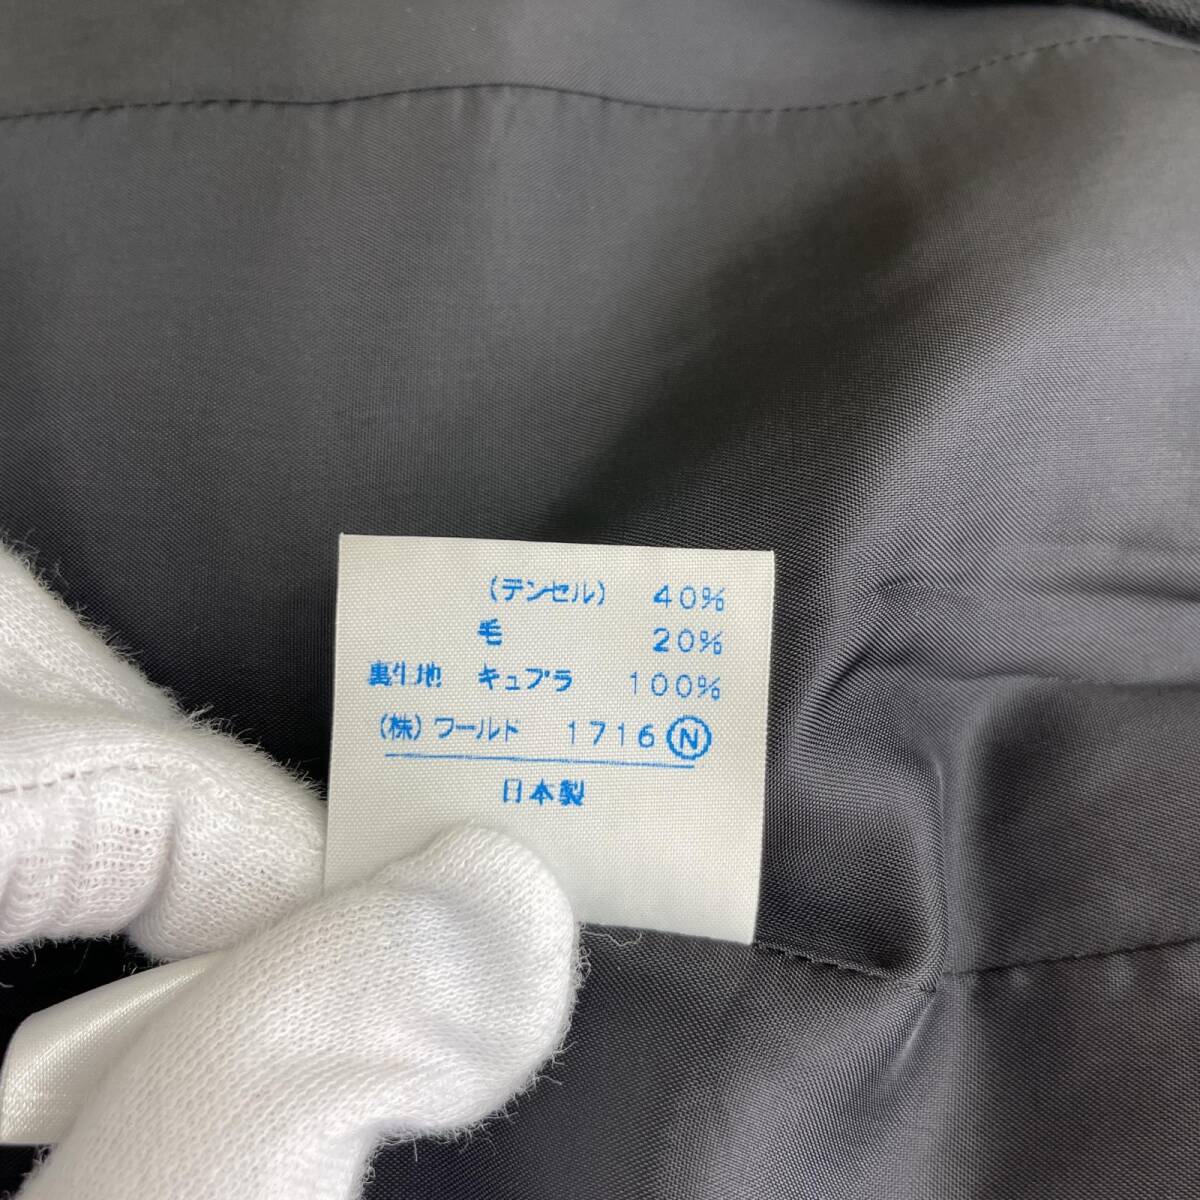 (テンセル) 40%
毛 20%
裏生地 キュプラ 100%
(株)ワールド 1716 Ⓝ
日本製